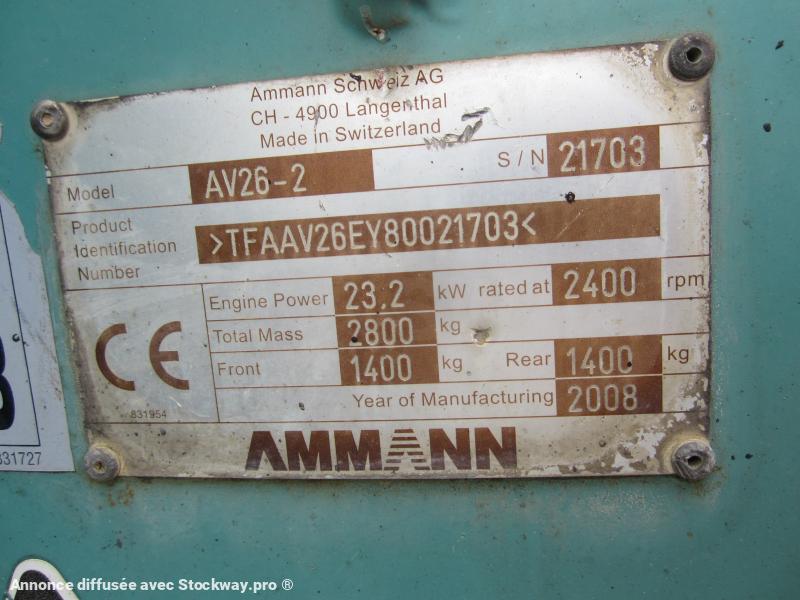 Ammann Schweiz AG
CH - 4900 Langenthal
Made in Switzerland
Model AV26-2 S / N 21703
Product
Identification
Number
>TFAAV26EY80021703<
Engine Power 23.2 kW rated at 2400 rpm
Total Mass 2800 kg
Front 1400 kg Rear 1400 kg
Year of Manufacturing 2008
CE
831954
AMMANN
831727
Annonce diffusée avec Stockway.pro ®